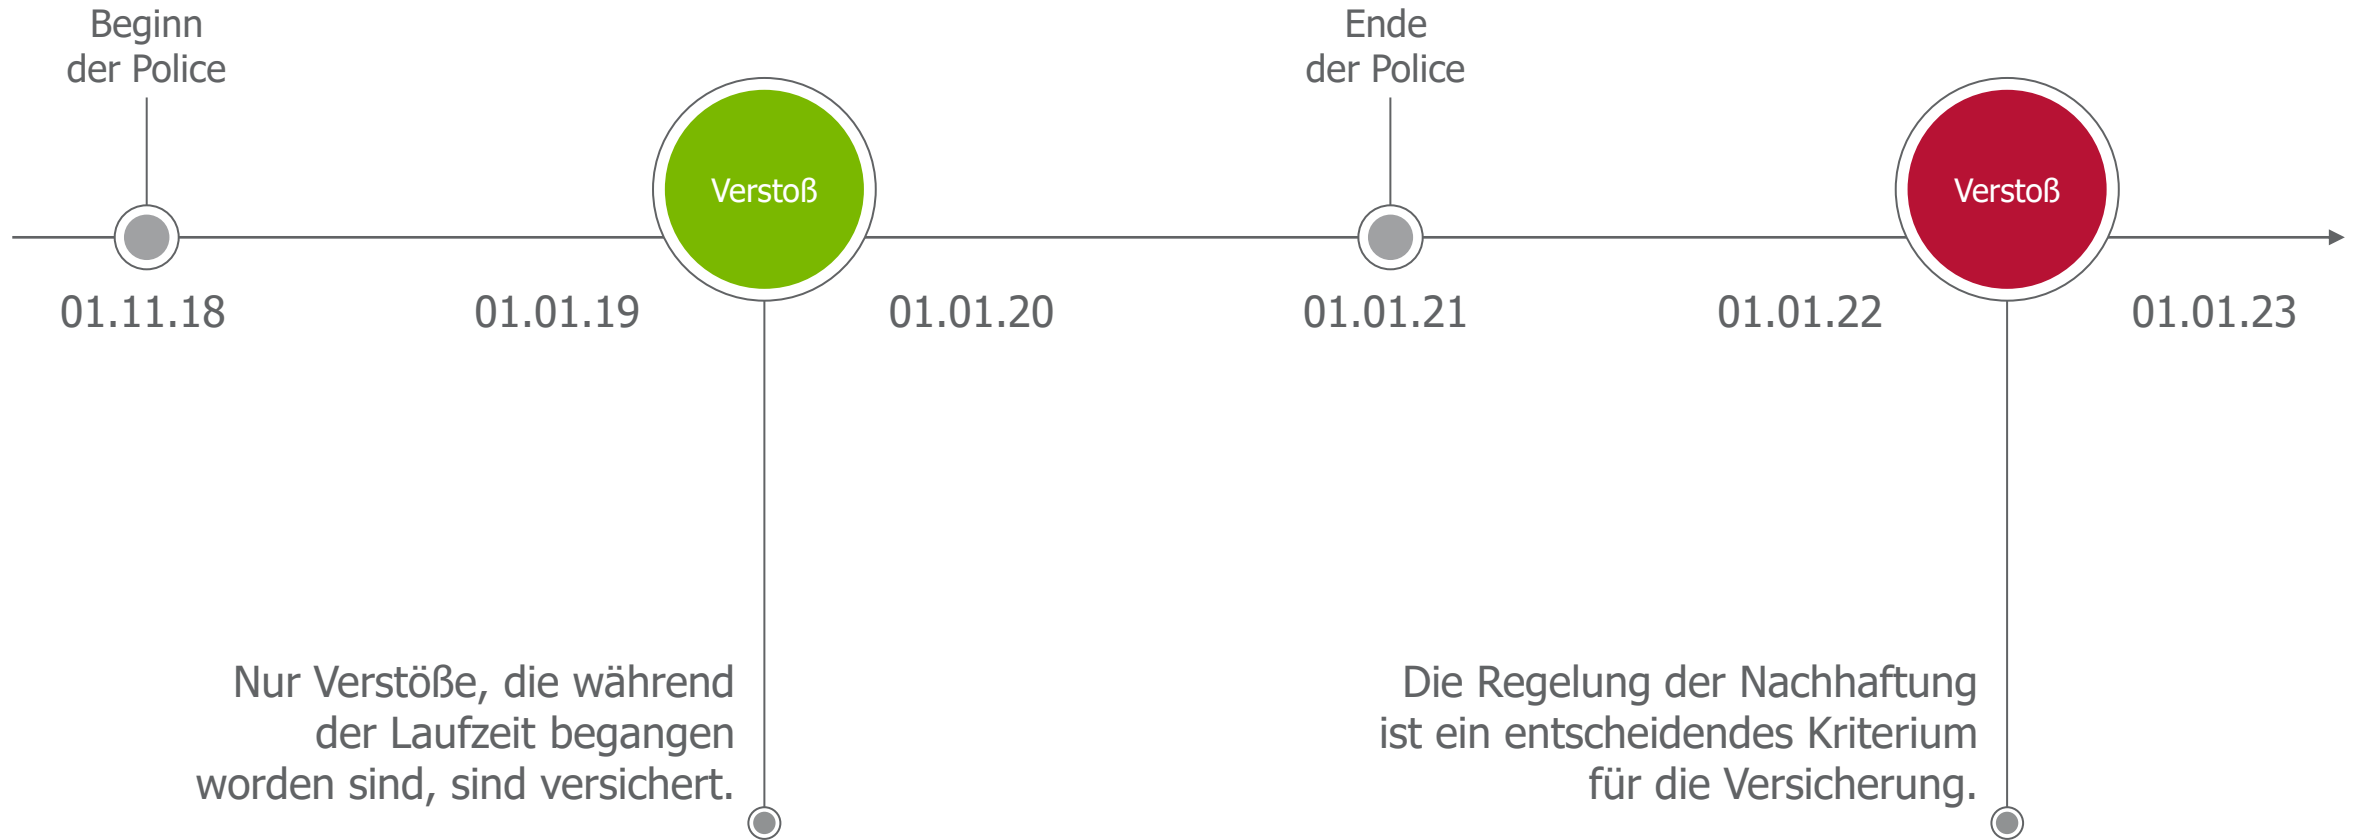 Beginn
der Police
Ende
der Police
Verstoß
Verstoß
01.11.18
01.01.19
01.01.20
01.01.21
01.01.22
01.01.23
Nur Verstöße, die während
der Laufzeit begangen
worden sind, sind versichert.
Die Regelung der Nachhaftung
ist ein entscheidendes Kriterium
für die Versicherung.